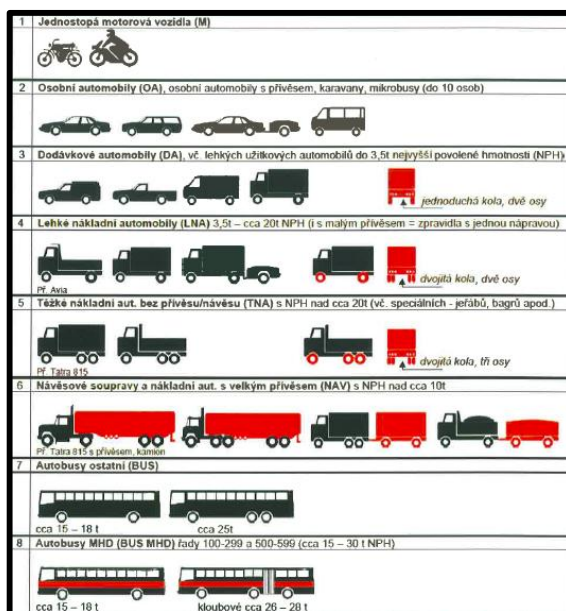 1 Jednostopá motorová vozidla (M)
2 Osobní automobily (OA), osobní automobily s přívěsem, karavany, mikrobusy (do 10 osob)
3 Dodávkové automobily (DA), vč. lehkých užitkových automobilů do 3,5t nejvyšší povolené hmotnosti (NPH)
jednoduchá kola, dvě osy
4 Lehké nákladní automobily (LNA) 3,5t – cca 20t NPH (i s malým přívěsem = zpravidla s jednou nápravou)
dvojitá kola, dvě osy
Př. Avia
5 Těžké nákladní aut. bez přívěsu/návěsu (TNA) s NPH nad cca 20t (vč. speciálních - jeřábů, bagrů apod.)
dvojitá kola, tři osy
Př. Tatra 815
6 Návěsové soupravy a nákladní aut. s velkým přívěsem (NAV) s NPH nad cca 10t
Př. Tatra 815 s přívěsem, kamion
7 Autobusy ostatní (BUS)
cca 15 – 18 t cca 25t
8 Autobusy MHD (BUS MHD) řady 100-299 a 500-599 (cca 15 – 30 t NPH)
cca 15 – 18 t kloubové cca 26 – 28 t